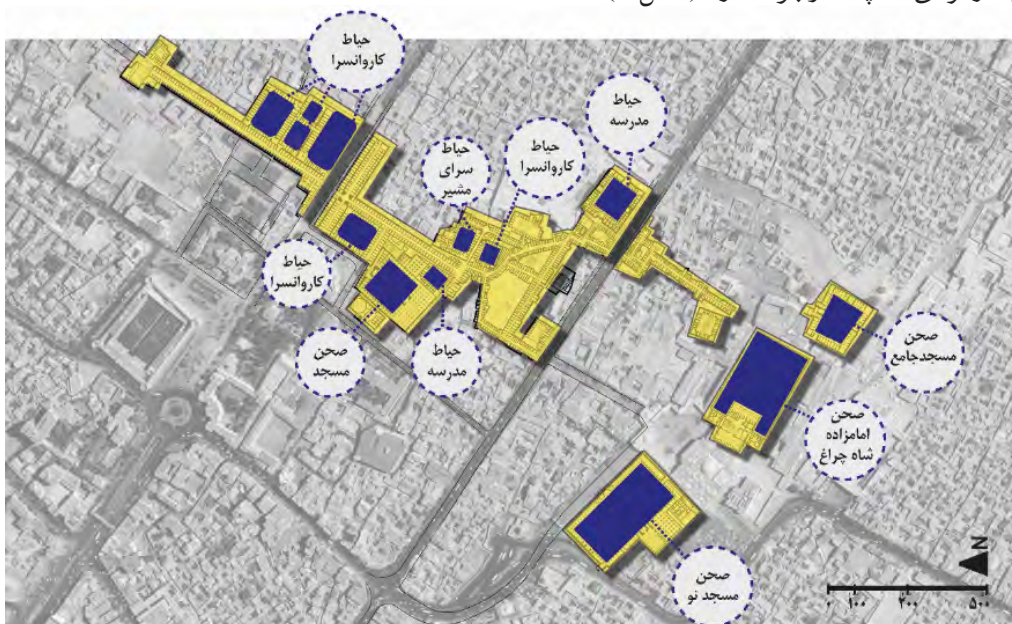 حیاط
کاروانسرا
حیاط
مدرسه
حیاط
کاروانسرا
حیاط
سرای
مشیر
حیاط
کاروانسرا
صحن
مسجد
حیاط
مدرسه
صحن
مسجدجامع
صحن
امامزاده
شاه چراغ
صحن
مسجد نو
N
۰ ۱۰۰ ۲۰۰ ۵۰۰